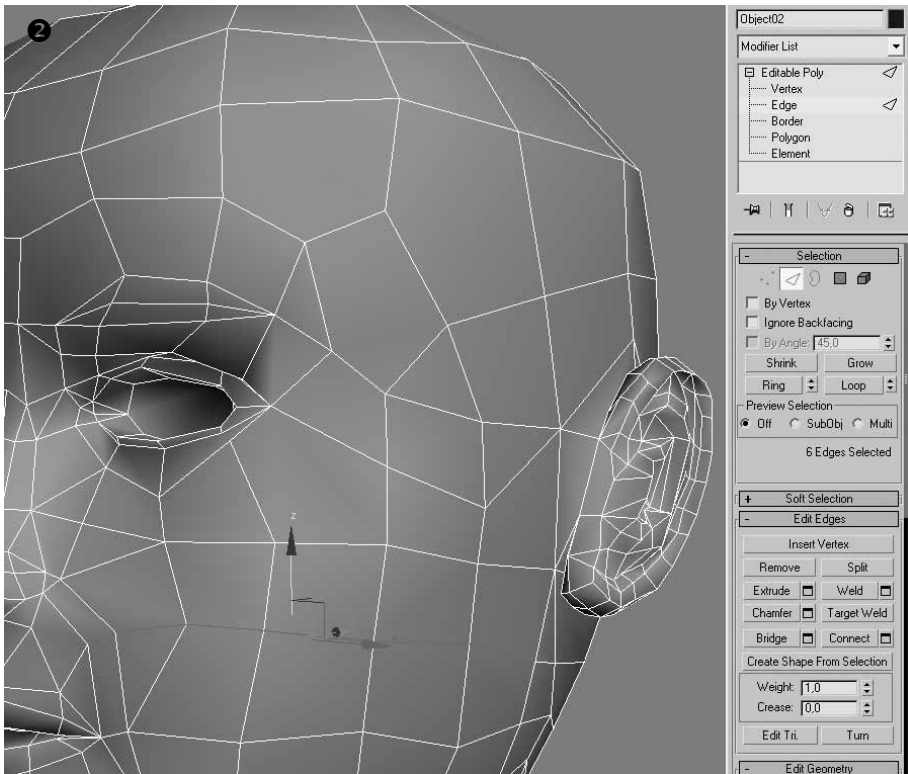 2
Object02
Modifier List
Editable Poly
Vertex
Edge
Border
Polygon
Element
- Selection
By Vertex
Ignore Backfacing
By Angle: 45,0
Shrink Grow
Ring Loop
Preview Selection
Off SubObj Multi
6 Edges Selected
+ Soft Selection
- Edit Edges
Insert Vertex
Remove Split
Extrude Weld
Chamfer Target Weld
Bridge Connect
Create Shape From Selection
Weight: 1,0
Crease: 0,0
Edit Tri. Turn
- Edit Geometry
z